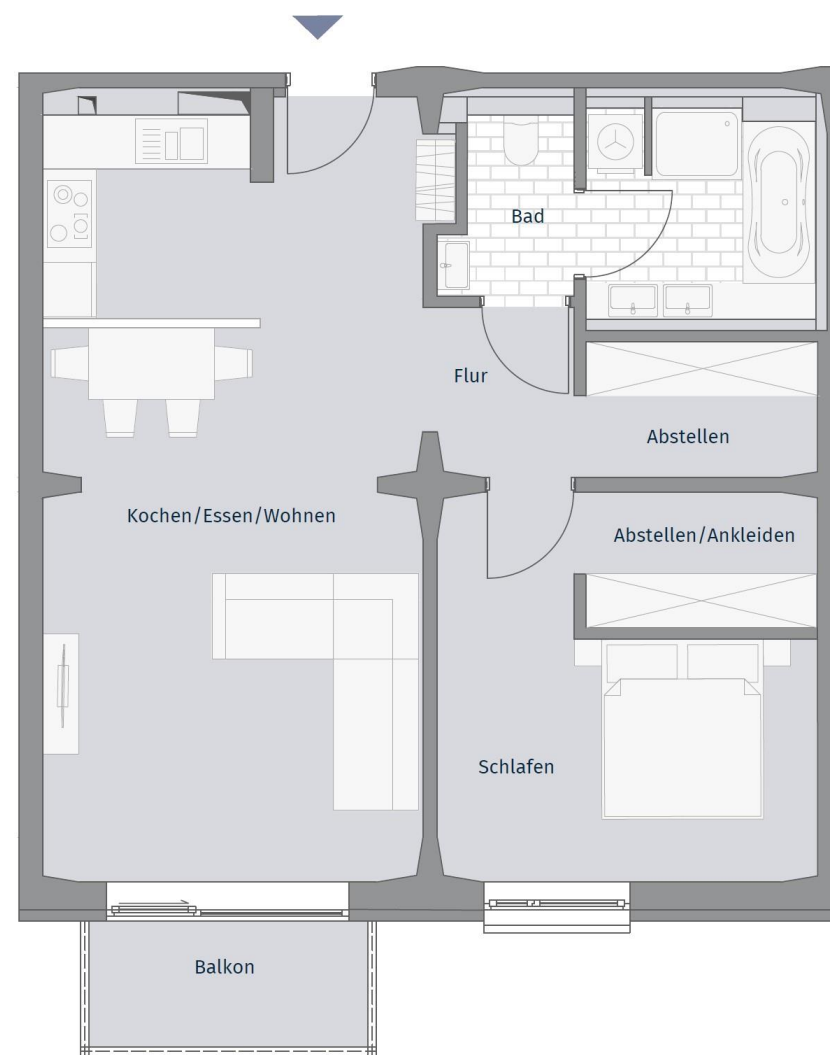 Bad
Flur
Abstellen
Kochen/Essen/Wohnen
Abstellen/Ankleiden
Schlafen
Balkon